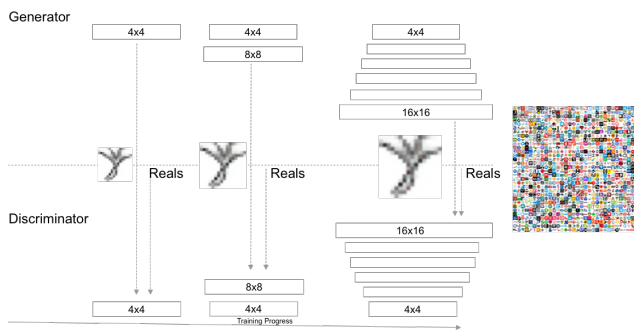 Generator
4x4 4x4 4x4
8x8
16x16
Reals Reals Reals
Discriminator
16x16
8x8
4x4 4x4 4x4
Training Progress